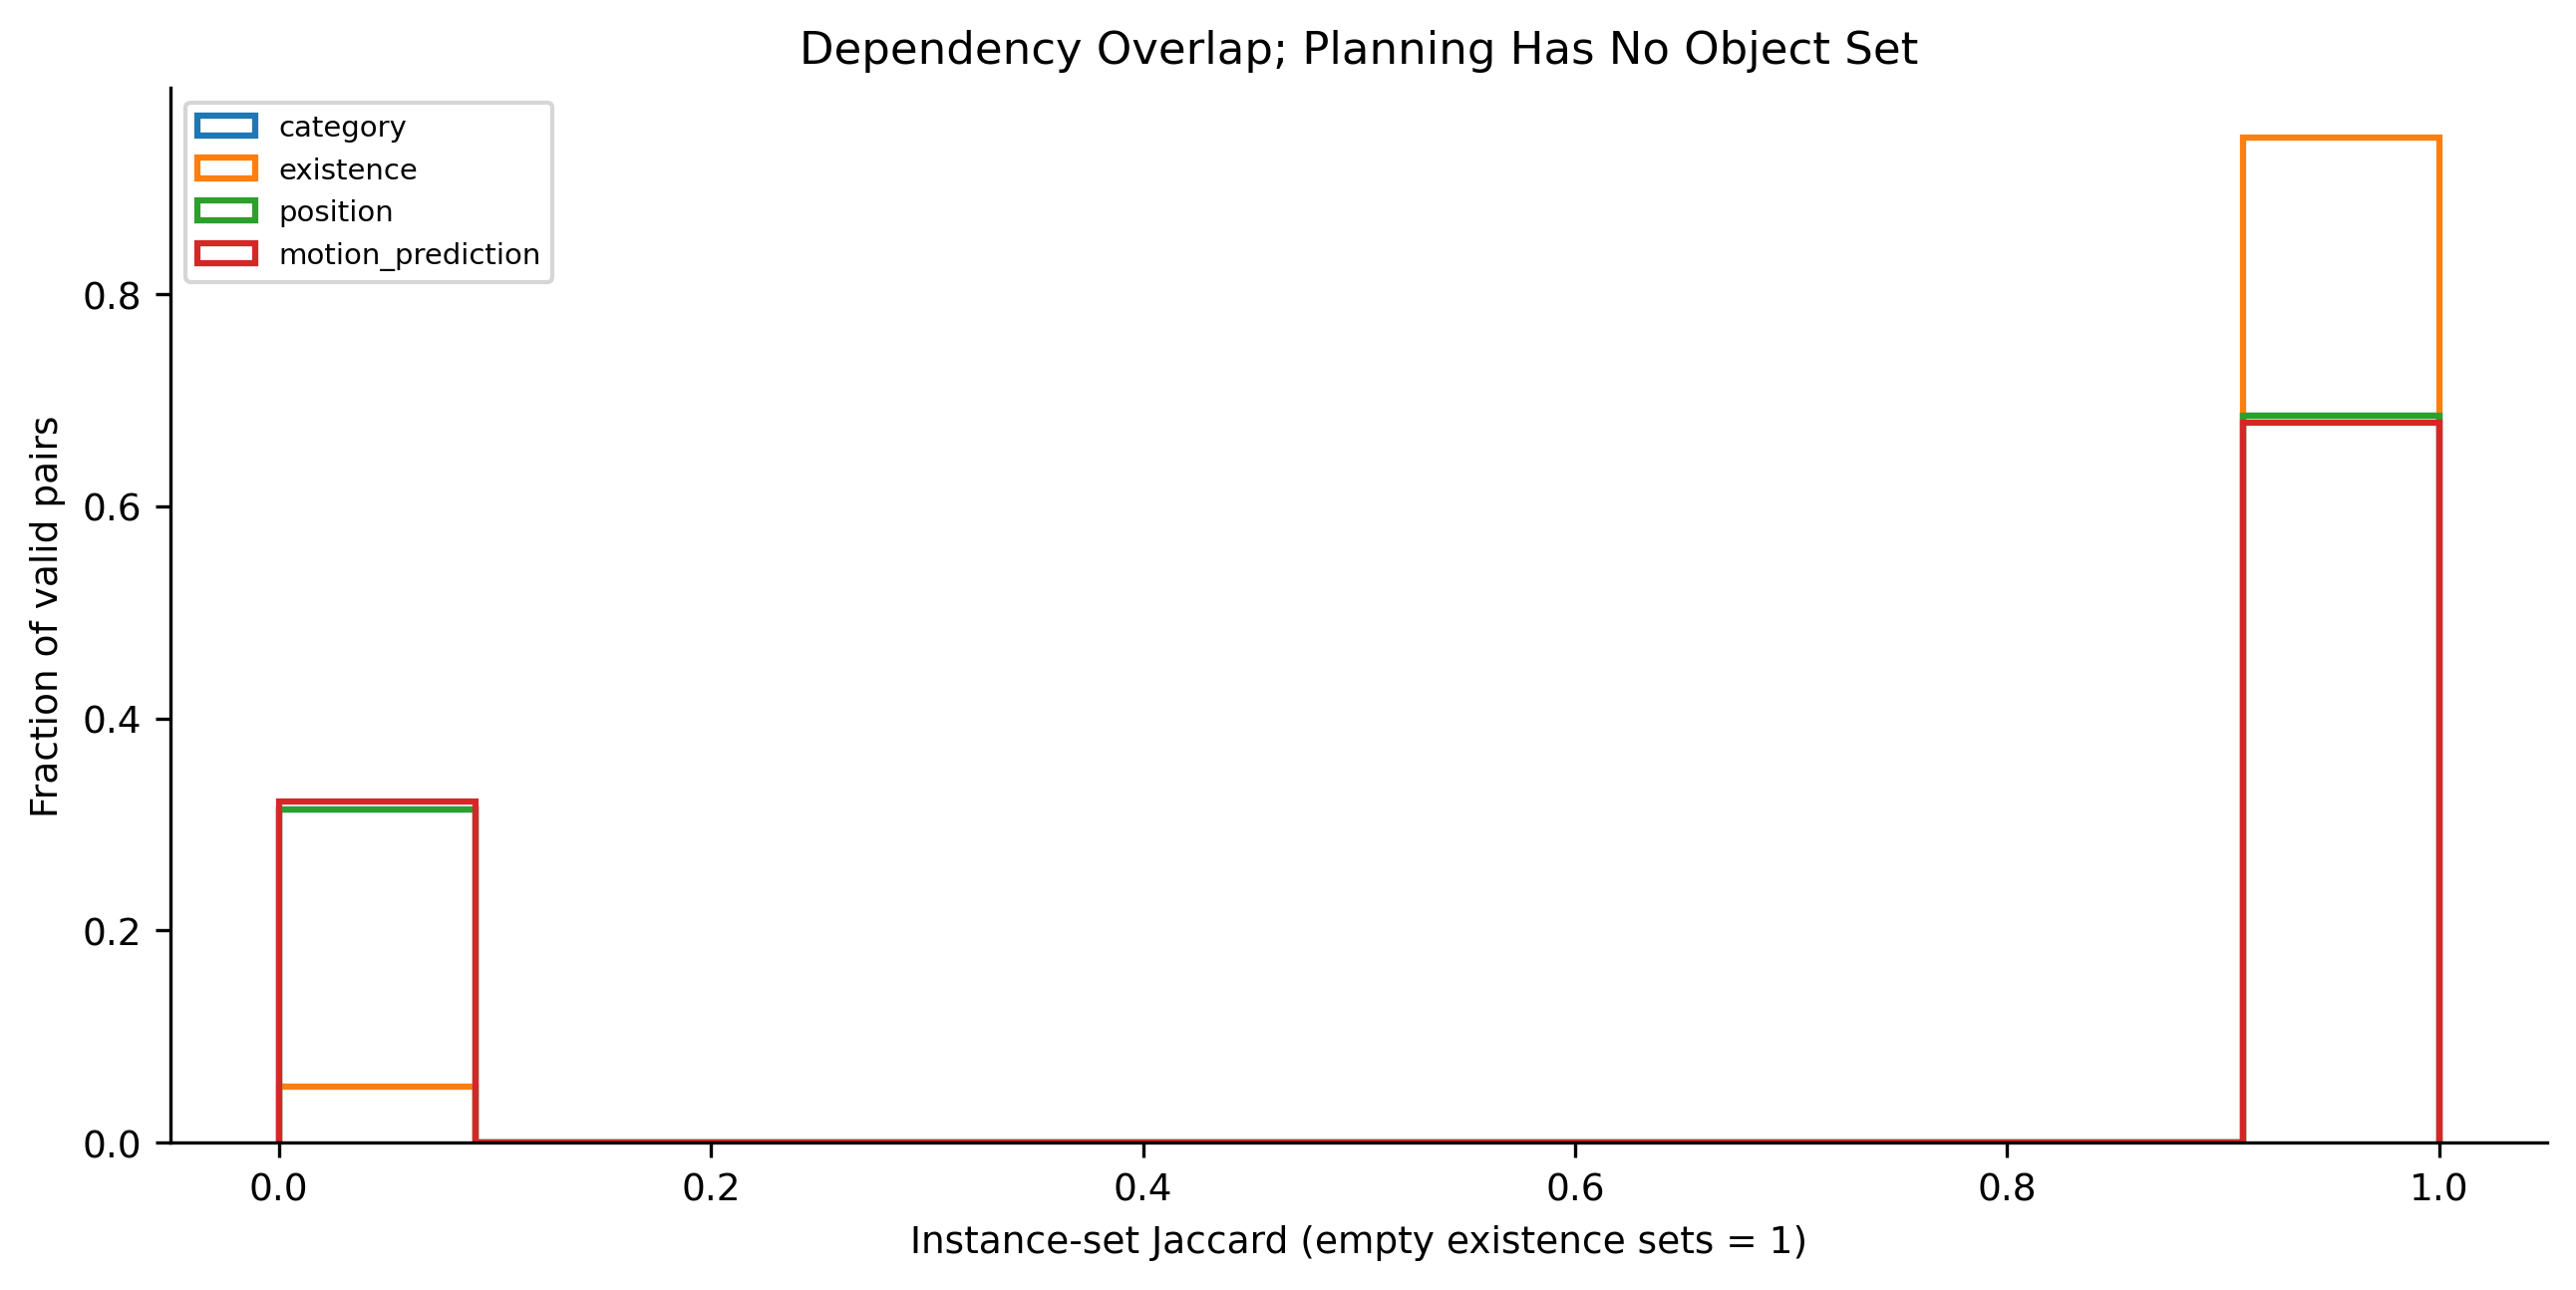 Dependency Overlap; Planning Has No Object Set
category
existence
position
motion_prediction
Fraction of valid pairs
0.8
0.6
0.4
0.2
0.0
0.0 0.2 0.4 0.6 0.8 1.0
Instance-set Jaccard (empty existence sets = 1)